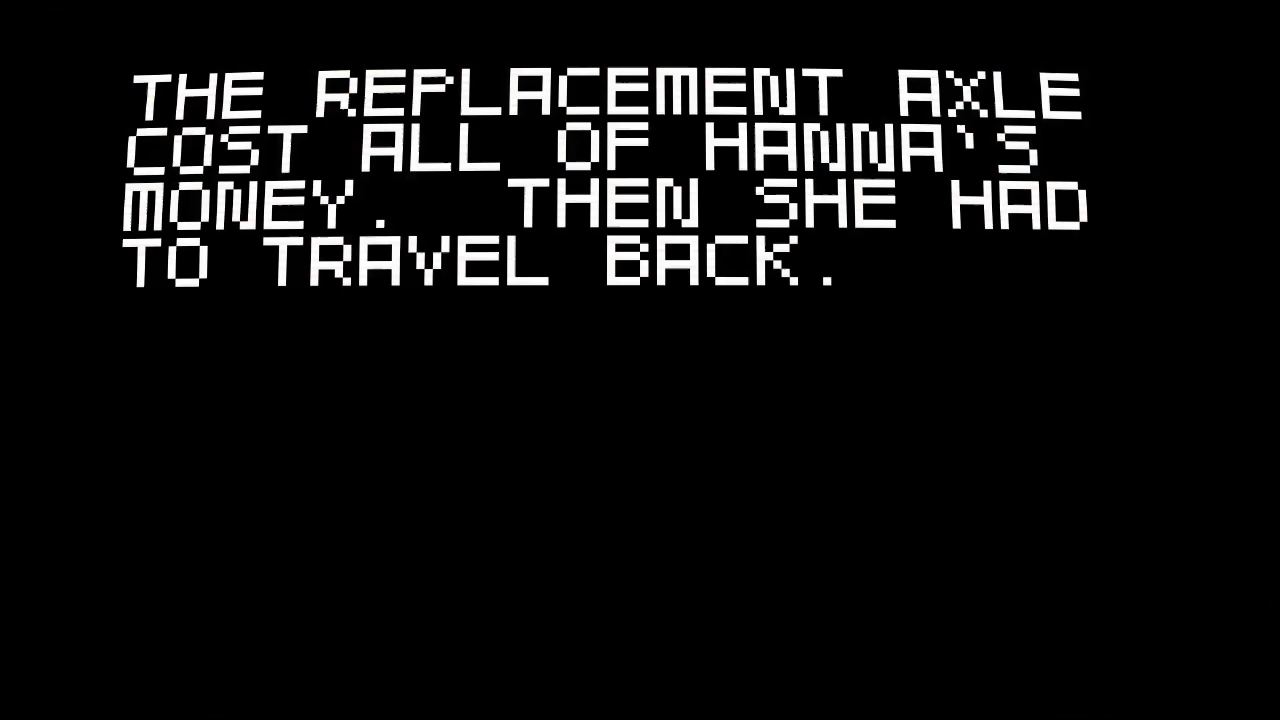 THE REPLACEMENT AXLE
COST ALL OF HANNA'S
MONEY.  THEN SHE HAD
TO TRAVEL BACK.